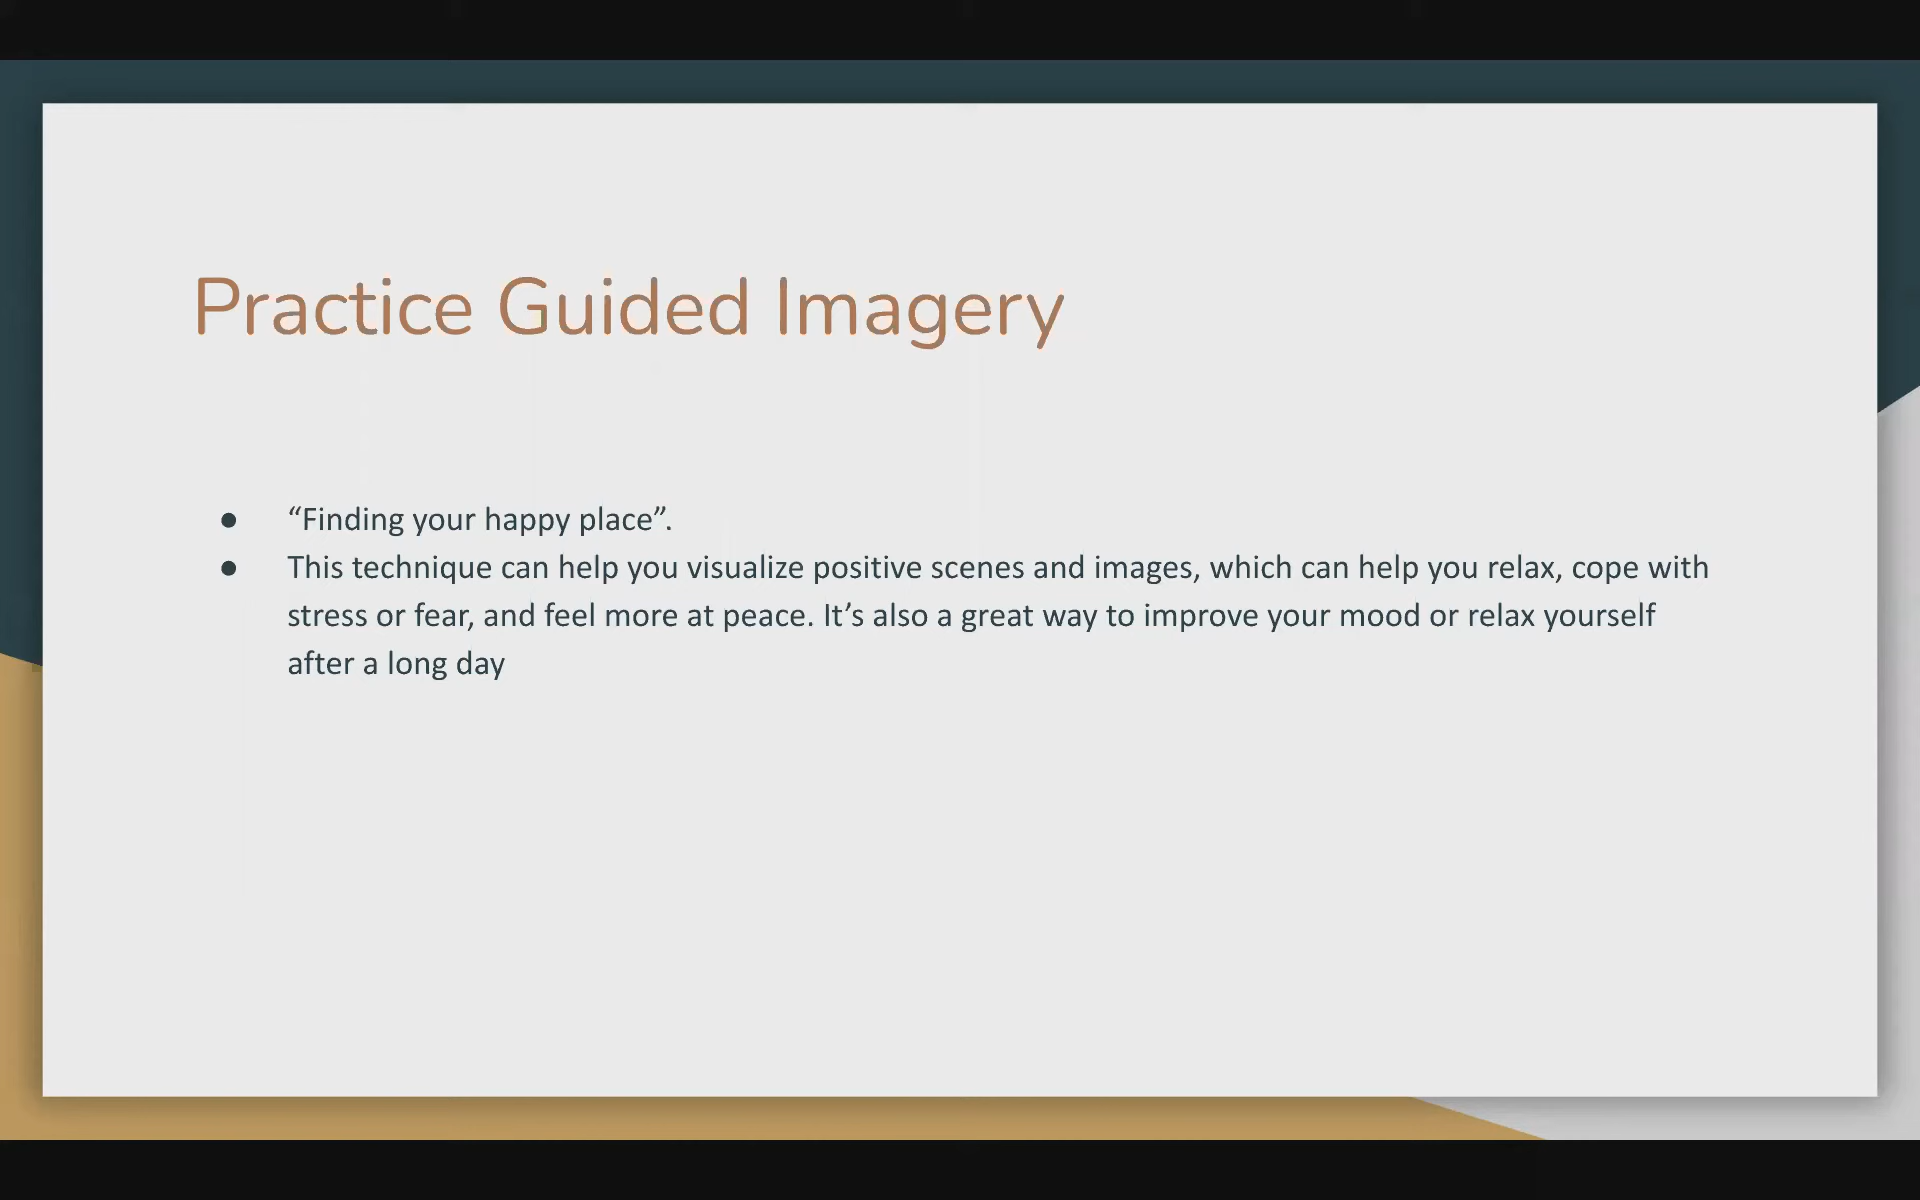 Practice Guided Imagery
● “Finding your happy place”.
● This technique can help you visualize positive scenes and images, which can help you relax, cope with
stress or fear, and feel more at peace. It’s also a great way to improve your mood or relax yourself
after a long day